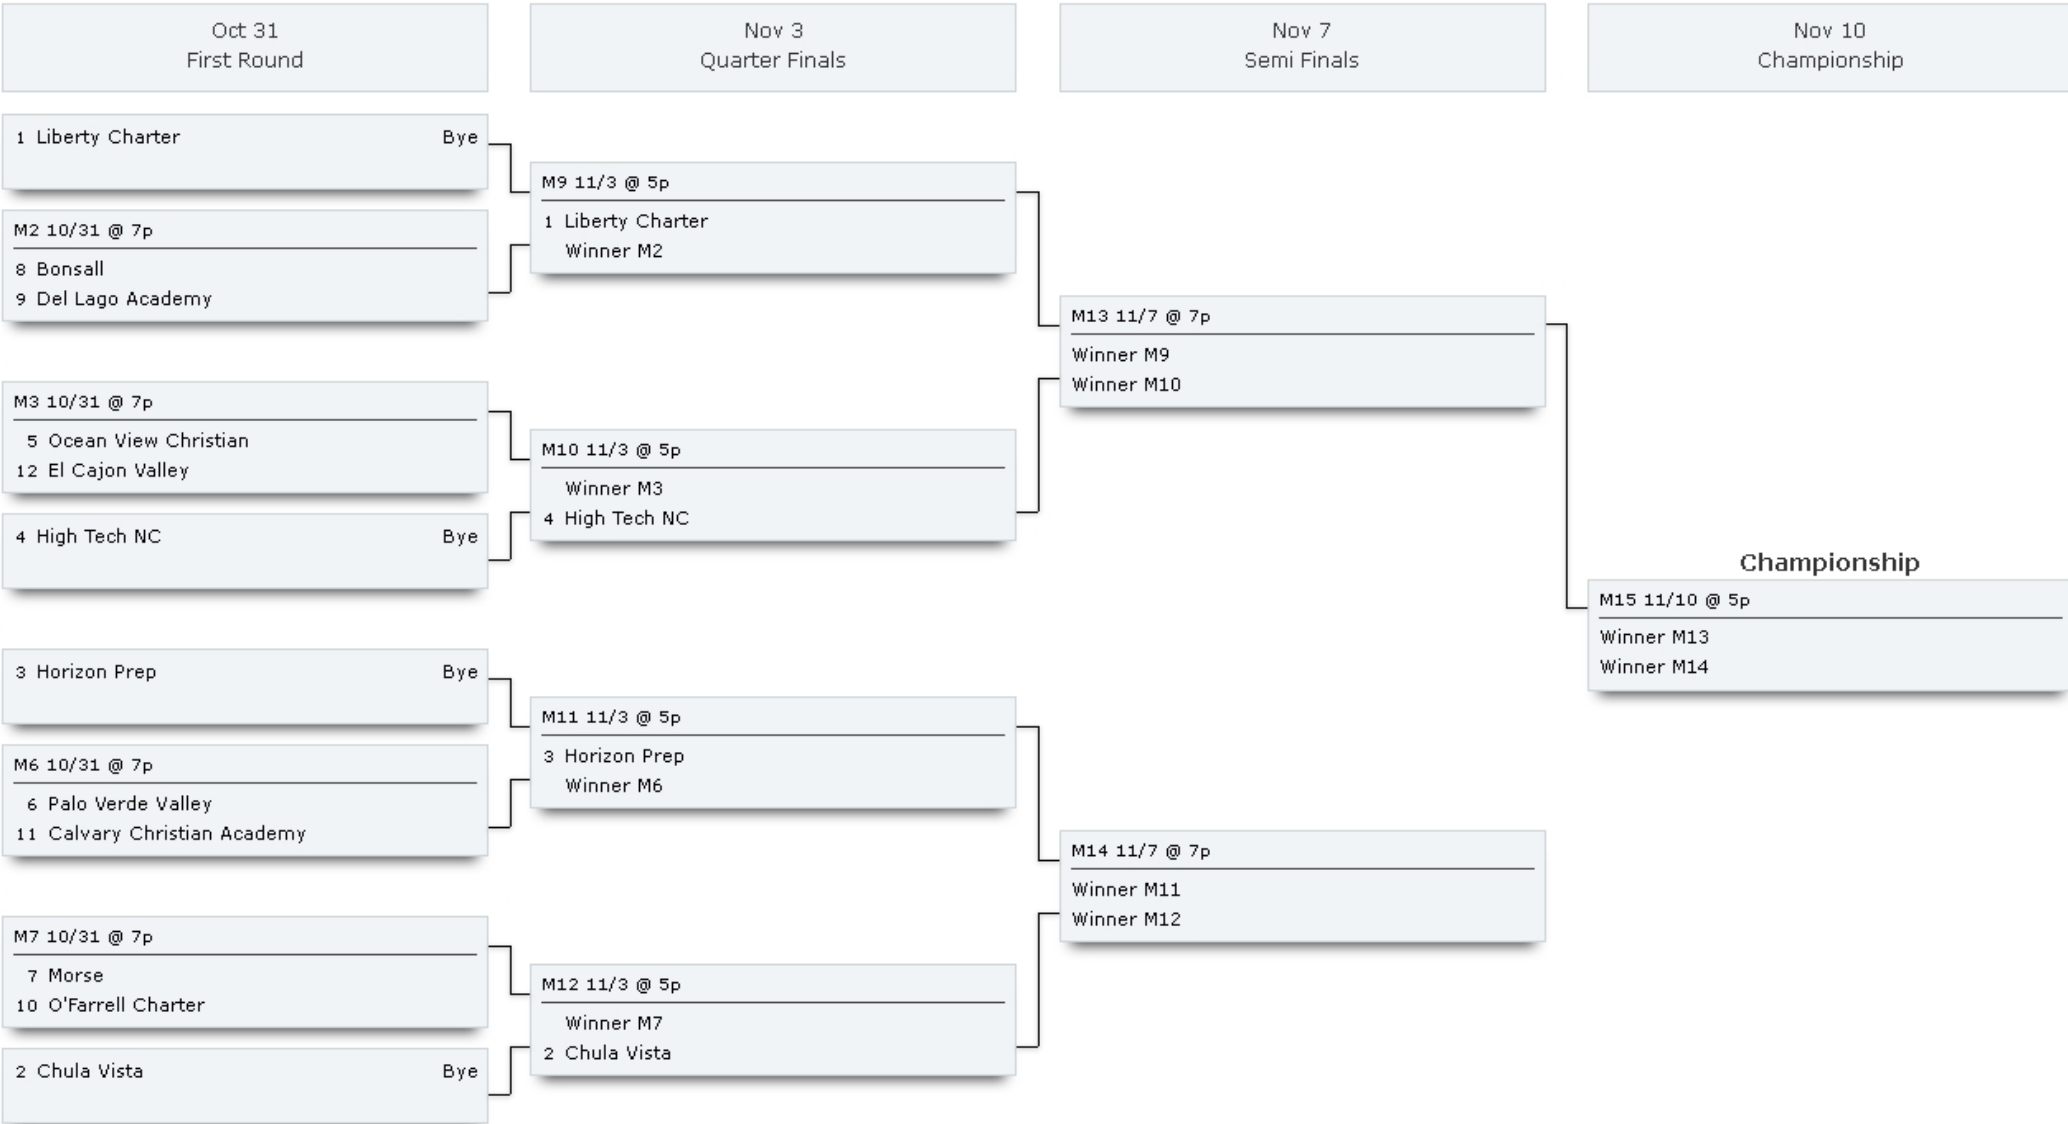 Oct 31
First Round
Nov 3
Quarter Finals
Nov 7
Semi Finals
Nov 10
Championship
1 Liberty Charter Bye
M2 10/31 @ 7p
8 Bonsall
9 Del Lago Academy
M3 10/31 @ 7p
5 Ocean View Christian
12 El Cajon Valley
4 High Tech NC Bye
3 Horizon Prep Bye
M6 10/31 @ 7p
6 Palo Verde Valley
11 Calvary Christian Academy
M7 10/31 @ 7p
7 Morse
10 O'Farrell Charter
2 Chula Vista Bye
M9 11/3 @ 5p
1 Liberty Charter
Winner M2
M10 11/3 @ 5p
Winner M3
4 High Tech NC
M11 11/3 @ 5p
3 Horizon Prep
Winner M6
M12 11/3 @ 5p
Winner M7
2 Chula Vista
M13 11/7 @ 7p
Winner M9
Winner M10
M14 11/7 @ 7p
Winner M11
Winner M12
Championship
M15 11/10 @ 5p
Winner M13
Winner M14